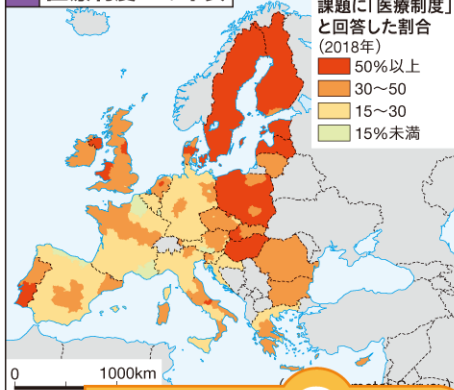 課題に「医療制度」
と回答した割合
(2018年)
50%以上
30〜50
15〜30
15%未満
0 1000km